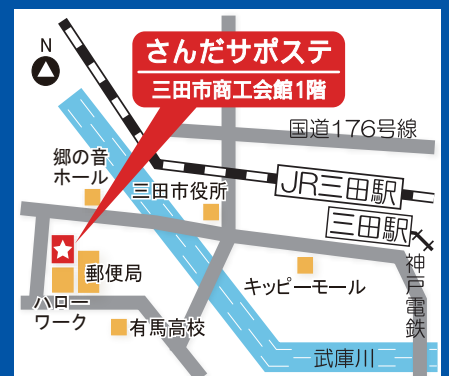 N
さんだサポステ
三田市商工会館1階
国道176号線
郷の音
ホール
三田市役所
JR三田駅
三田駅
神戸電鉄
郵便局
キッピーモール
ハロー
ワーク
有馬高校
武庫川